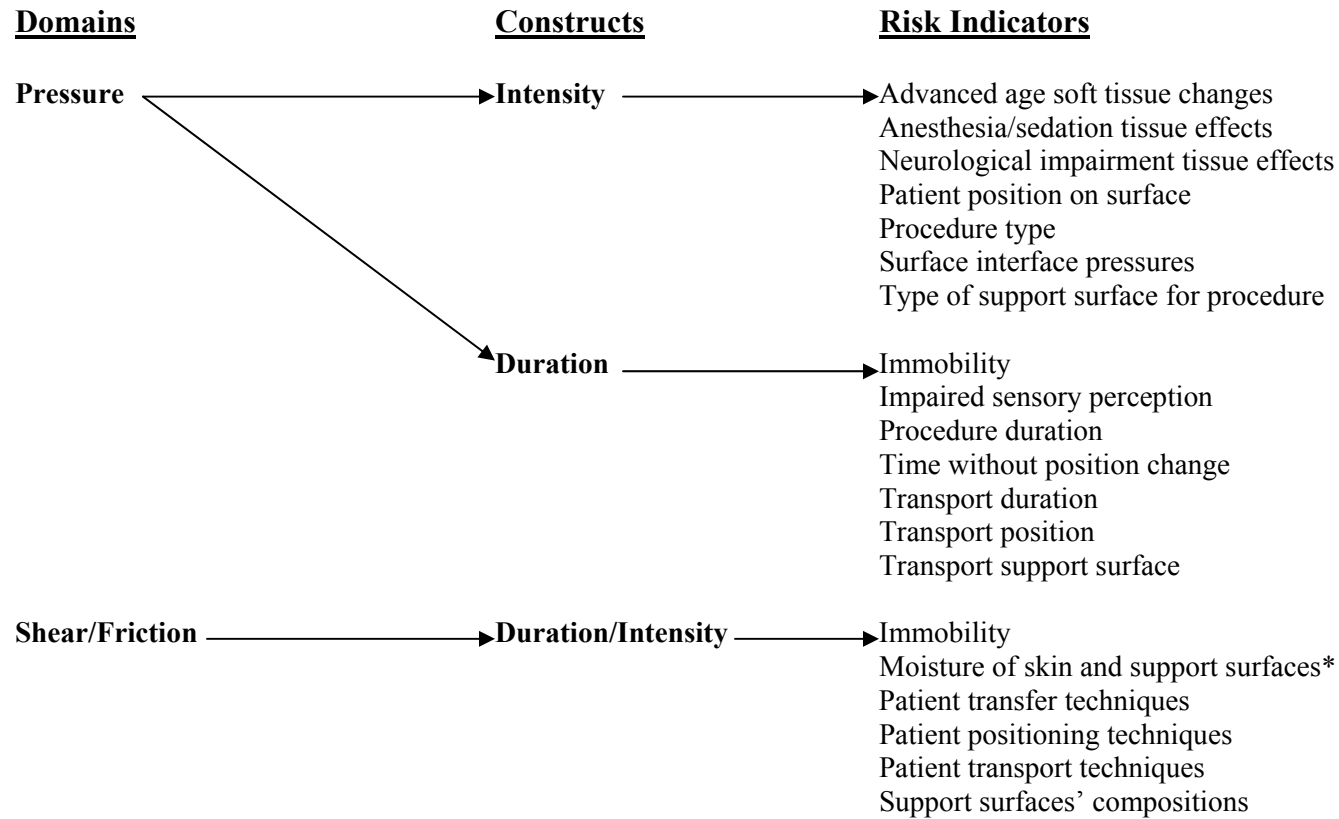 Domains Constructs Risk Indicators
Pressure Intensity Advanced age soft tissue changes
Anesthesia/sedation tissue effects
Neurological impairment tissue effects
Patient position on surface
Procedure type
Surface interface pressures
Type of support surface for procedure
Duration Immobility
Impaired sensory perception
Procedure duration
Time without position change
Transport duration
Transport position
Transport support surface
Shear/Friction Duration/Intensity Immobility
Moisture of skin and support surfaces*
Patient transfer techniques
Patient positioning techniques
Patient transport techniques
Support surfaces’ compositions